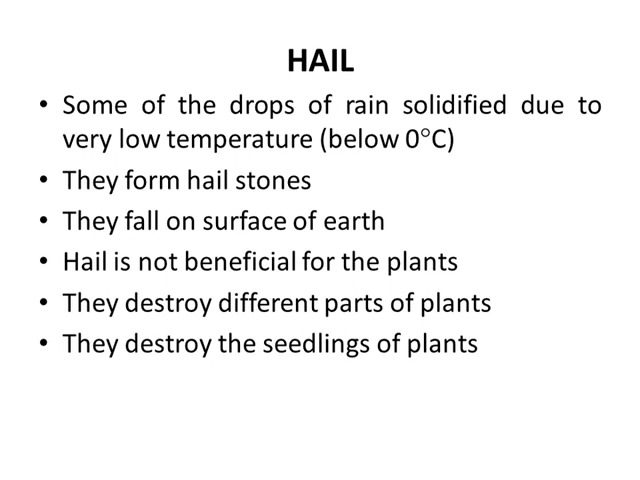 HAIL
• Some of the drops of rain solidified due to
very low temperature (below 0°C)
• They form hail stones
• They fall on surface of earth
• Hail is not beneficial for the plants
• They destroy different parts of plants
• They destroy the seedlings of plants